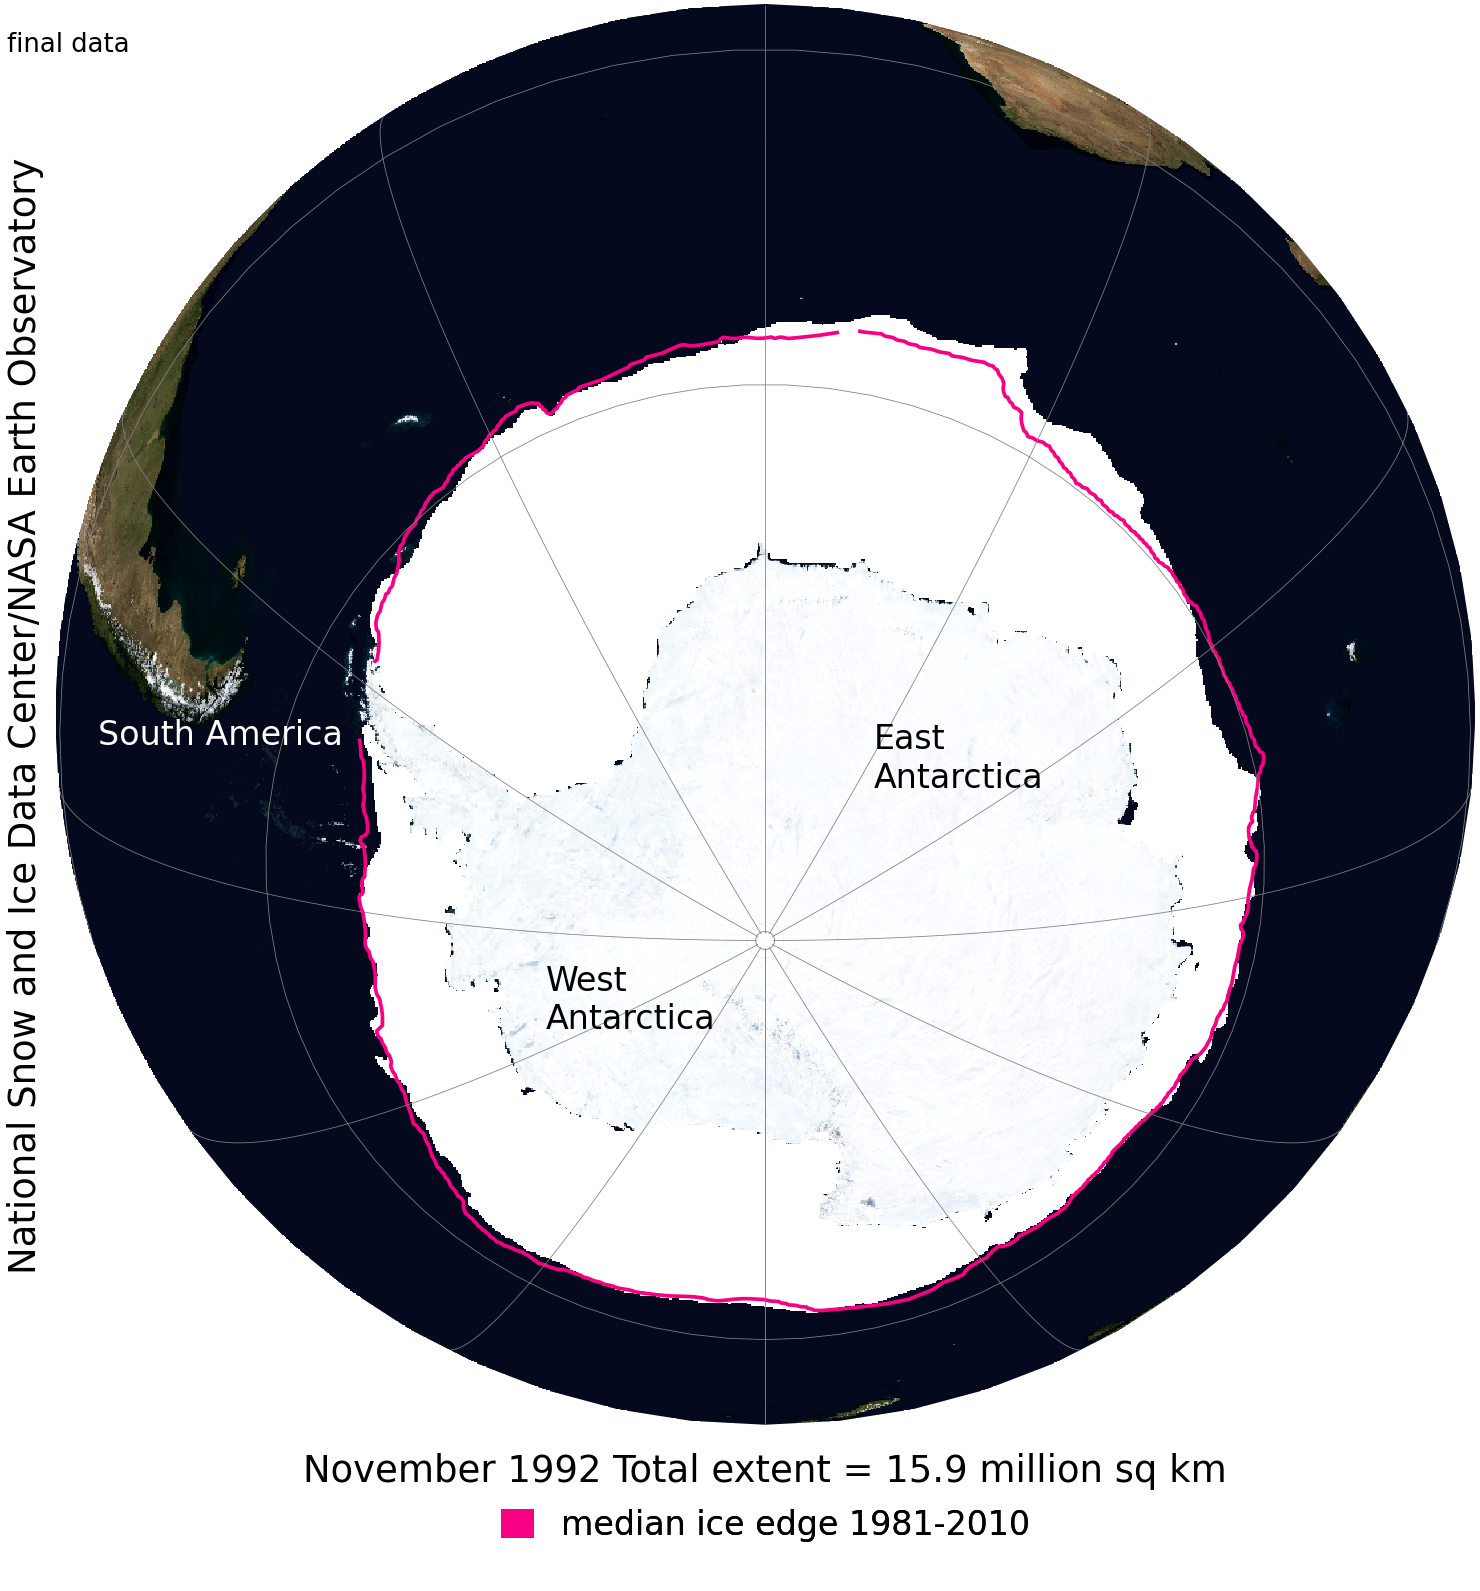 final data
National Snow and Ice Data Center/NASA Earth Observatory
South America
East
Antarctica
West
Antarctica
November 1992 Total extent = 15.9 million sq km
median ice edge 1981-2010